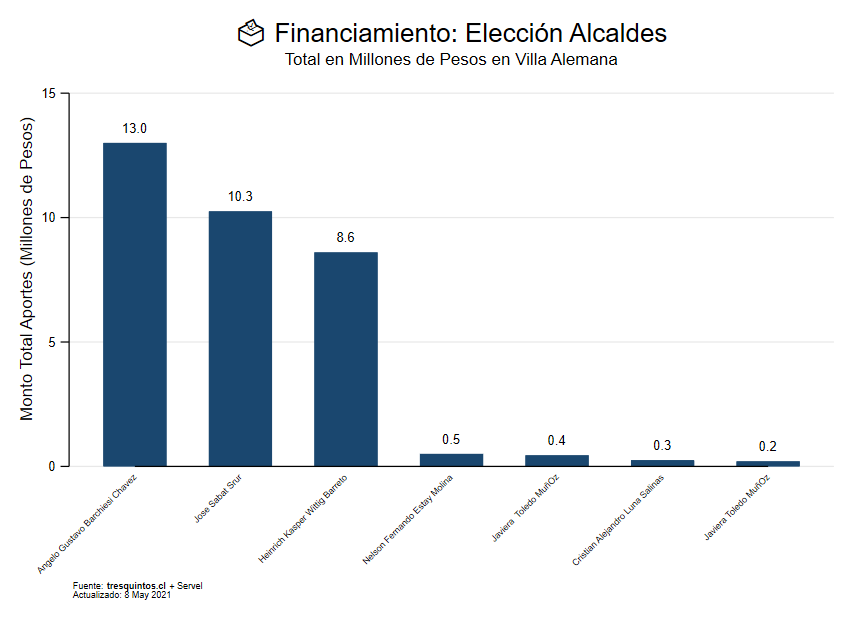 Financiamiento: Elección Alcaldes
Total en Millones de Pesos en Villa Alemana
Monto Total Aportes (Millones de Pesos)
15
10
5
0
13.0
10.3
8.6
0.5
0.4
0.3
0.2
Angelo Gustavo Barchiesi Chavez
Jose Sabat Srur
Heinrich Kasper Wittig Barreto
Nelson Fernando Estay Molina
Javiera  Toledo MuñOz
Cristian Alejandro Luna Salinas
Javiera Toledo MuñOz
Fuente: tresquintos.cl + Servel
Actualizado: 8 May 2021